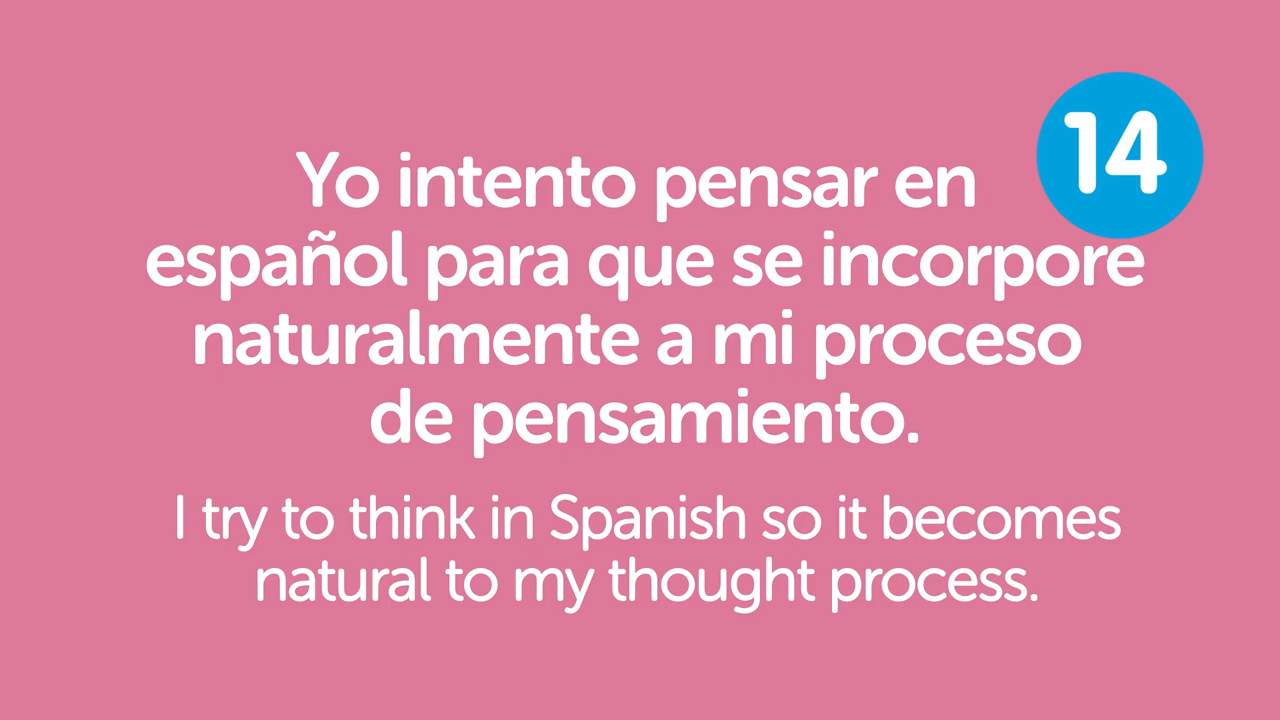 14
Yo intento pensar en
español para que se incorpore
naturalmente a mi proceso
de pensamiento.
I try to think in Spanish so it becomes
natural to my thought process.